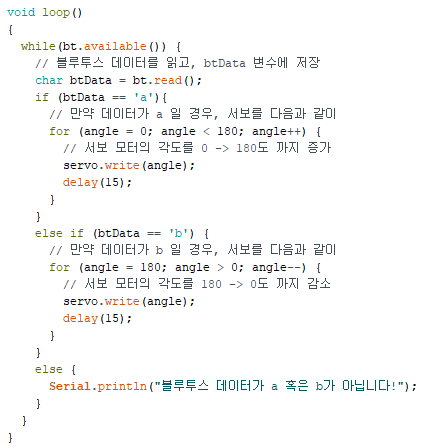 void loop()
{
  while(bt.available()) {
    // 블루투스 데이터를 읽고, btData 변수에 저장
    char btData = bt.read();
    if (btData == 'a'){
      // 만약 데이터가 a 일 경우, 서보를 다음과 같이
      for (angle = 0; angle < 180; angle++) {
        // 서보 모터의 각도를 0 -> 180도 까지 증가
        servo.write(angle);
        delay(15);
      }
    }
    else if (btData == 'b') {
      // 만약 데이터가 b 일 경우, 서보를 다음과 같이
      for (angle = 180; angle > 0; angle--) {
        // 서보 모터의 각도를 180 -> 0도 까지 감소
        servo.write(angle);
        delay(15);
      }
    }
    else {
      Serial.println("블루투스 데이터가 a 혹은 b가 아닙니다!");
    }
  }
}